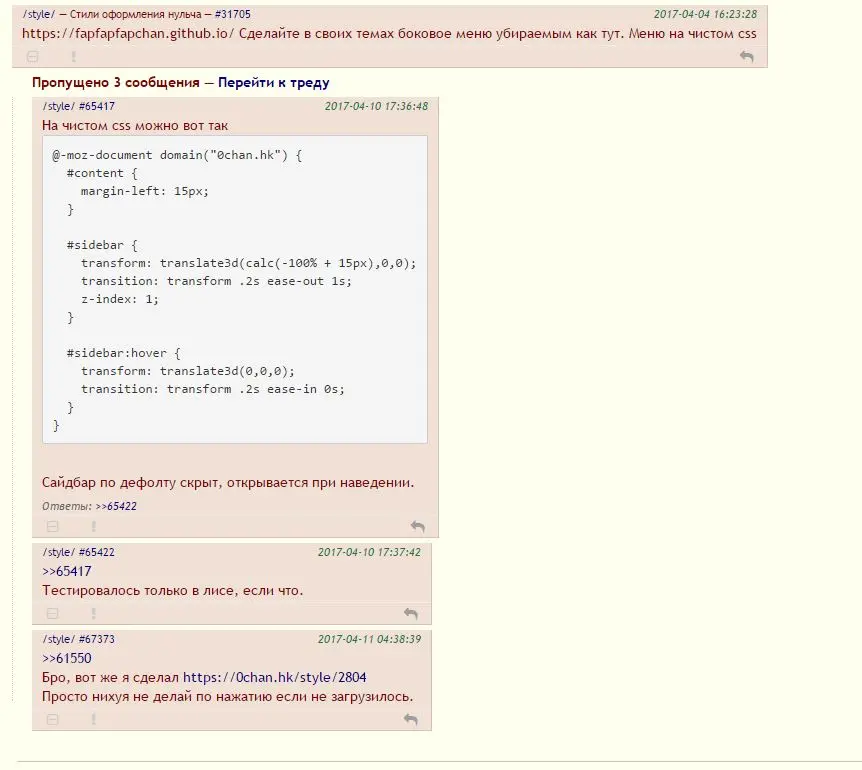 /style/ — Стили оформления нульча — #31705 2017-04-04 16:23:28
https://fapfapfapchan.github.io/ Сделайте в своих темах боковое меню убираемым как тут. Меню на чистом css
Пропущено 3 сообщения — Перейти к треду
/style/ #65417 2017-04-10 17:36:48
На чистом css можно вот так
@-moz-document domain("0chan.hk") {
  #content {
    margin-left: 15px;
  }
  #sidebar {
    transform: translate3d(calc(-100% + 15px),0,0);
    transition: transform .2s ease-out 1s;
    z-index: 1;
  }
  #sidebar:hover {
    transform: translate3d(0,0,0);
    transition: transform .2s ease-in 0s;
  }
}
Сайдбар по дефолту скрыт, открывается при наведении.
Ответы: >>65422
/style/ #65422 2017-04-10 17:37:42
>>65417
Тестировалось только в лисе, если что.
/style/ #67373 2017-04-11 04:38:39
>>61550
Бро, вот же я сделал https://0chan.hk/style/2804
Просто нихуя не делай по нажатию если не загрузилось.